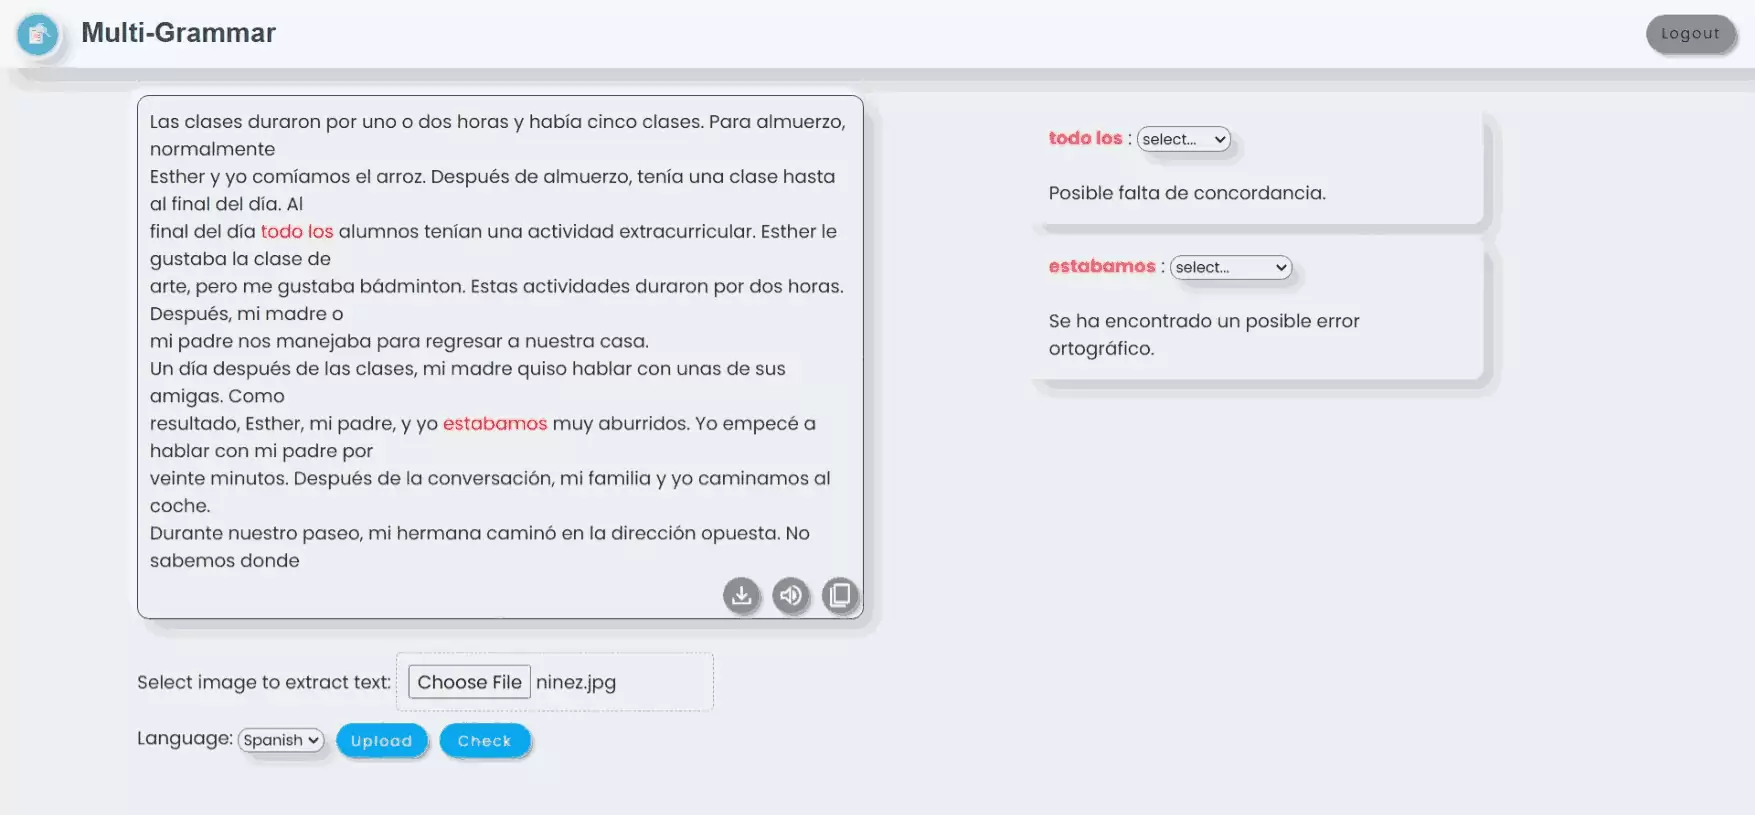 Multi-Grammar
Logout
Las clases duraron por uno o dos horas y había cinco clases. Para almuerzo,
normalmente
Esther y yo comíamos el arroz. Después de almuerzo, tenía una clase hasta
al final del día. Al
final del día todo los alumnos tenían una actividad extracurricular. Esther le
gustaba la clase de
arte, pero me gustaba bádminton. Estas actividades duraron por dos horas.
Después, mi madre o
mi padre nos manejaba para regresar a nuestra casa.
Un día después de las clases, mi madre quiso hablar con unas de sus
amigas. Como
resultado, Esther, mi padre, y yo estabamos muy aburridos. Yo empecé a
hablar con mi padre por
veinte minutos. Después de la conversación, mi familia y yo caminamos al
coche.
Durante nuestro paseo, mi hermana caminó en la dirección opuesta. No
sabemos donde
todo los : select...
Posible falta de concordancia.
estabamos : select...
Se ha encontrado un posible error
ortográfico.
Select image to extract text: Choose File ninez.jpg
Language: Spanish Upload Check